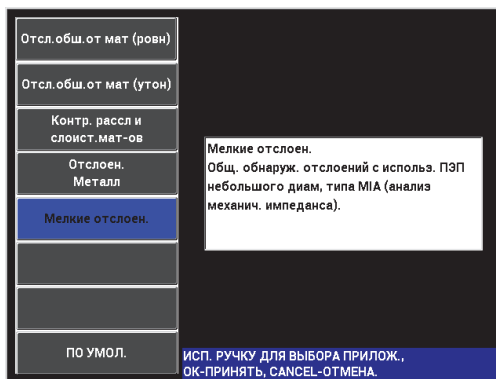 Отсл.обш.от мат (ровн)
Отсл.обш.от мат (утон)
Контр. рассл и
слоист.мат-ов
Отслоен.
Металл
Мелкие отслоен.
Мелкие отслоен.
Общ. обнаруж. отслоений с использ. ПЭП
небольшого диам, типа MIA (анализ
механич. импеданса).
ПО УМОЛ.
ИСП. РУЧКУ ДЛЯ ВЫБОРА ПРИЛОЖ.,
ОК-ПРИНЯТЬ, CANCEL-ОТМЕНА.